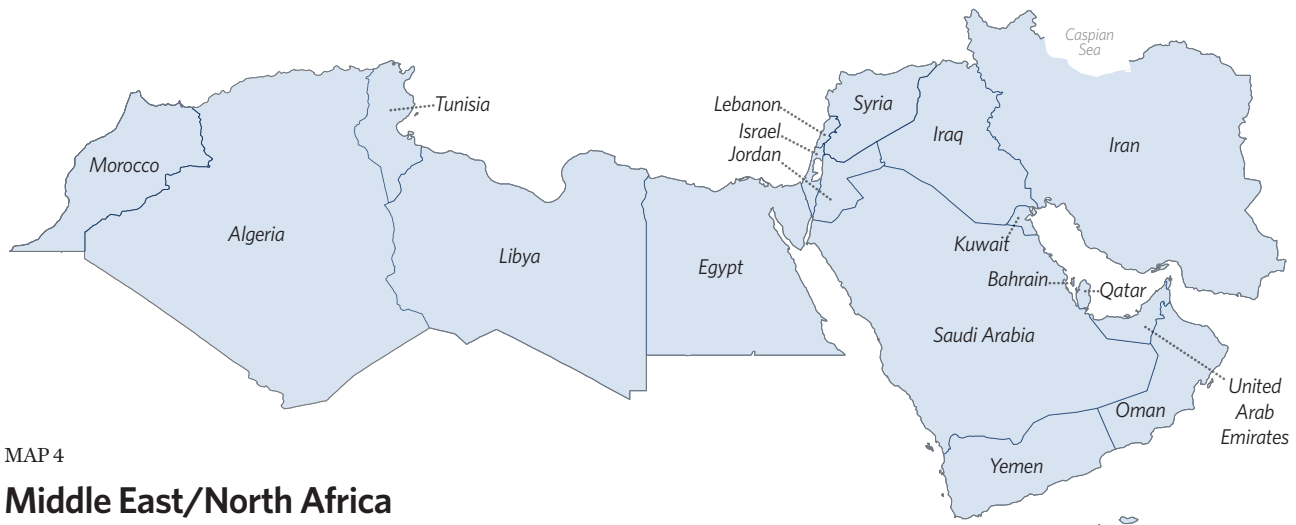 Caspian
Sea
Tunisia
Lebanon
Israel
Jordan
Syria
Iraq
Iran
Morocco
Algeria
Libya
Egypt
Kuwait
Bahrain
Qatar
Saudi Arabia
United
Arab
Emirates
Oman
Yemen
MAP 4
Middle East/North Africa